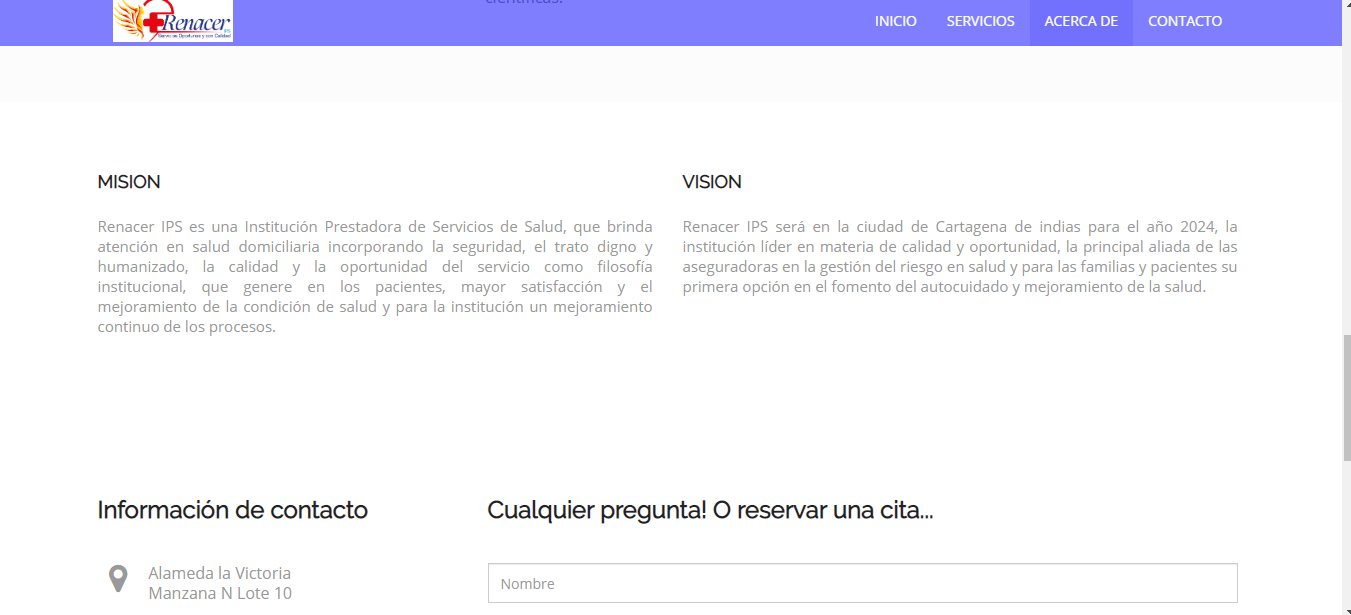 científicas.
Renacer
IPS
Servicios Oportunos y con Calidad
INICIO SERVICIOS ACERCA DE CONTACTO
MISION
Renacer IPS es una Institución Prestadora de Servicios de Salud, que brinda
atención en salud domiciliaria incorporando la seguridad, el trato digno y
humanizado, la calidad y la oportunidad del servicio como filosofía
institucional, que genere en los pacientes, mayor satisfacción y el
mejoramiento de la condición de salud y para la institución un mejoramiento
continuo de los procesos.
VISION
Renacer IPS será en la ciudad de Cartagena de indias para el año 2024, la
institución líder en materia de calidad y oportunidad, la principal aliada de las
aseguradoras en la gestión del riesgo en salud y para las familias y pacientes su
primera opción en el fomento del autocuidado y mejoramiento de la salud.
Información de contacto
Alameda la Victoria
Manzana N Lote 10
Cualquier pregunta! O reservar una cita...
Nombre